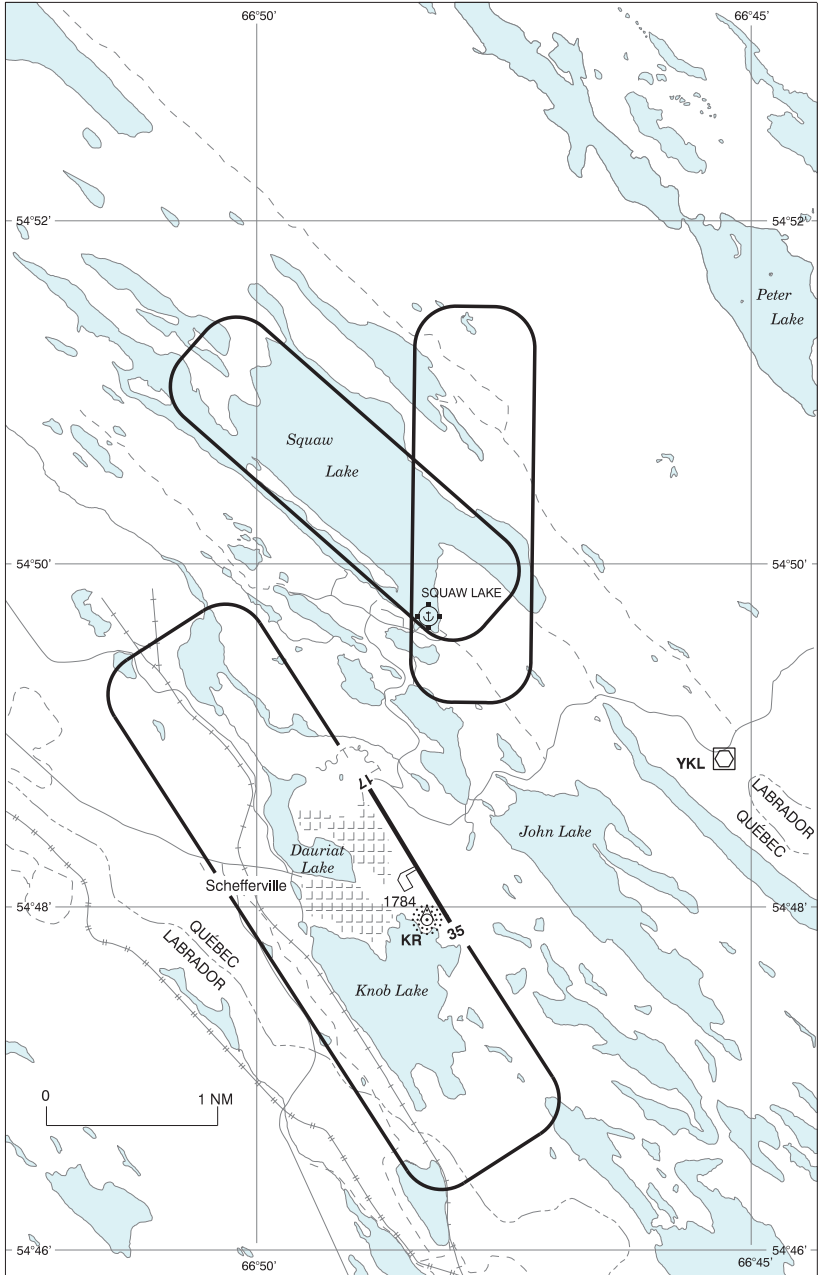 66°50'
66°45'
54°52'
54°52'
Peter
Lake
Squaw
Lake
54°50'
54°50'
SQUAW LAKE
YKL
17
LABRADOR
QUÉBEC
John Lake
Dauriat
Lake
Schefferville
1784
54°48'
54°48'
KR
35
QUÉBEC
LABRADOR
Knob Lake
0
1 NM
54°46'
54°46'
66°50'
66°45'